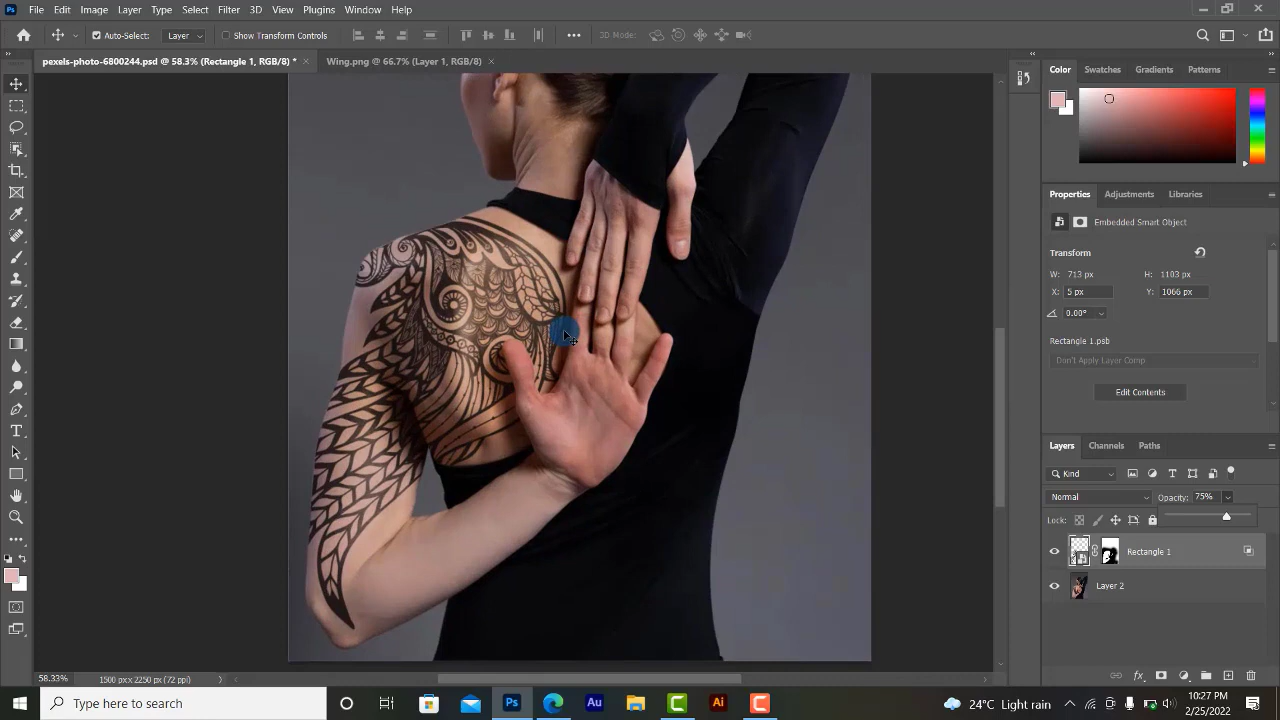 Ps File Edit Image Layer Type Select Filter 3D View Plugins Window Help
Auto-Select: Layer Show Transform Controls 3D Mode:
pexels-photo-6800244.psd @ 58.3% (Rectangle 1, RGB/8) * Wing.png @ 66.7% (Layer 1, RGB/8)
Color Swatches Gradients Patterns
Properties Adjustments Libraries
Embedded Smart Object
Transform
W: 713 px H: 1103 px
X: 5 px Y: 1066 px
0.00°
Rectangle 1.psb
Don't Apply Layer Comp
Edit Contents
Layers Channels Paths
Kind
Normal Opacity: 75%
Lock:
Rectangle 1
Layer 2
58.33% 1500 px x 2250 px (72 ppi)
Type here to search Ps Au Ai 24°C Light rain 10:27 PM
2/25/2022